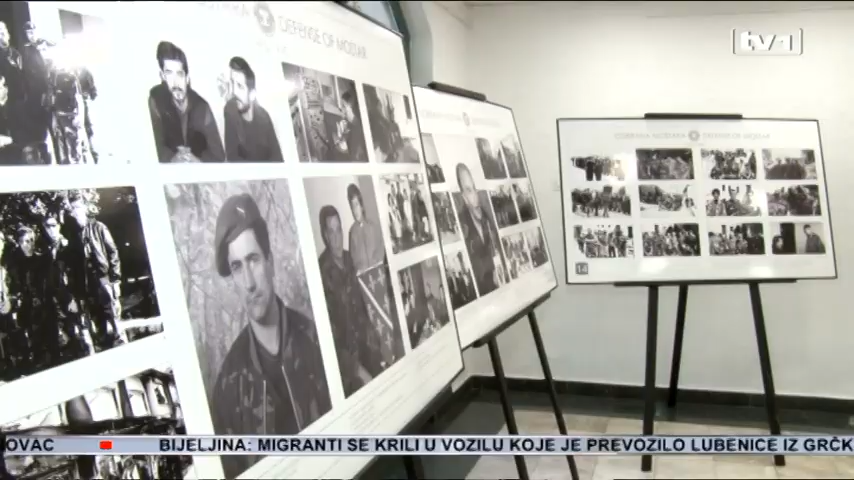 tv1
DEFENSE OF MOSTAR
ODBRANA MOSTARA DEFENSE OF MOSTAR
14
OVAC BIJELJINA: MIGRANTI SE KRILI U VOZILU KOJE JE PREVOZILO LUBENICE IZ GRČK